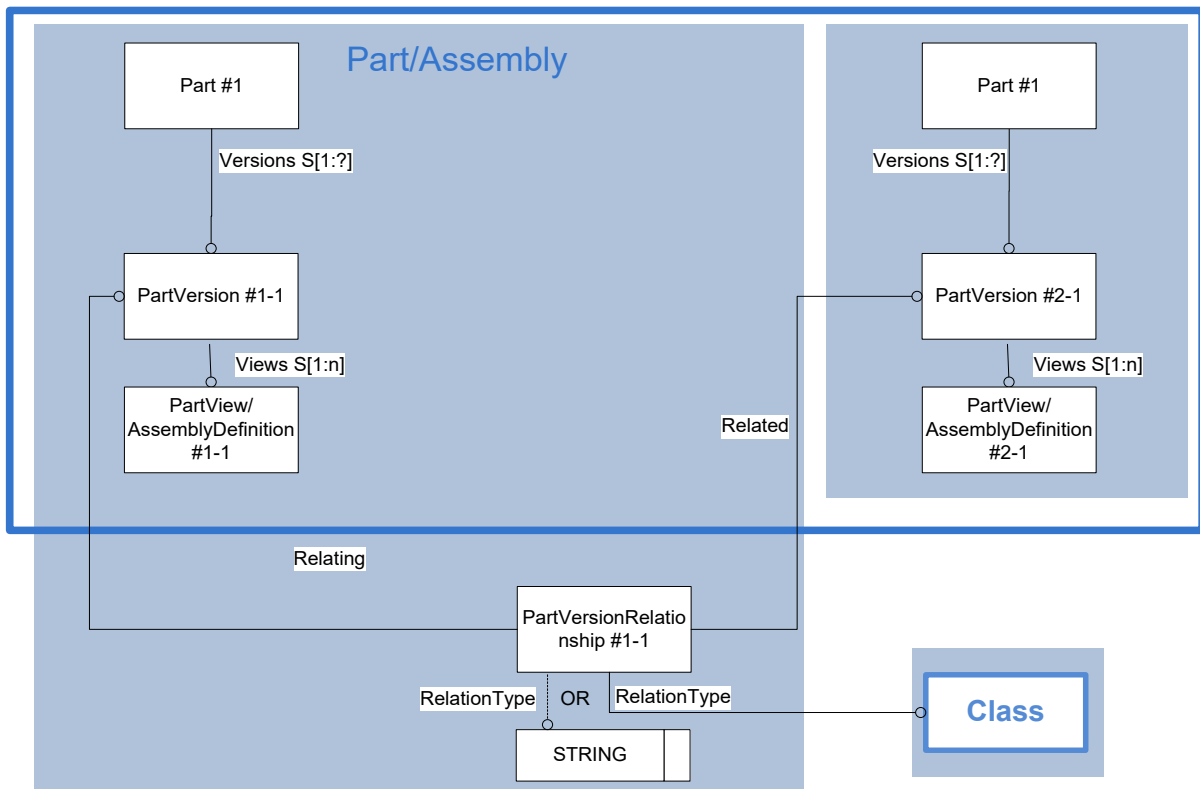 Part/Assembly
Part #1
Part #1
Versions S[1:?]
Versions S[1:?]
PartVersion #1-1
PartVersion #2-1
Views S[1:n]
Views S[1:n]
PartView/
AssemblyDefinition
#1-1
PartView/
AssemblyDefinition
#2-1
Related
Relating
PartVersionRelatio
nship #1-1
RelationType
OR
RelationType
Class
STRING